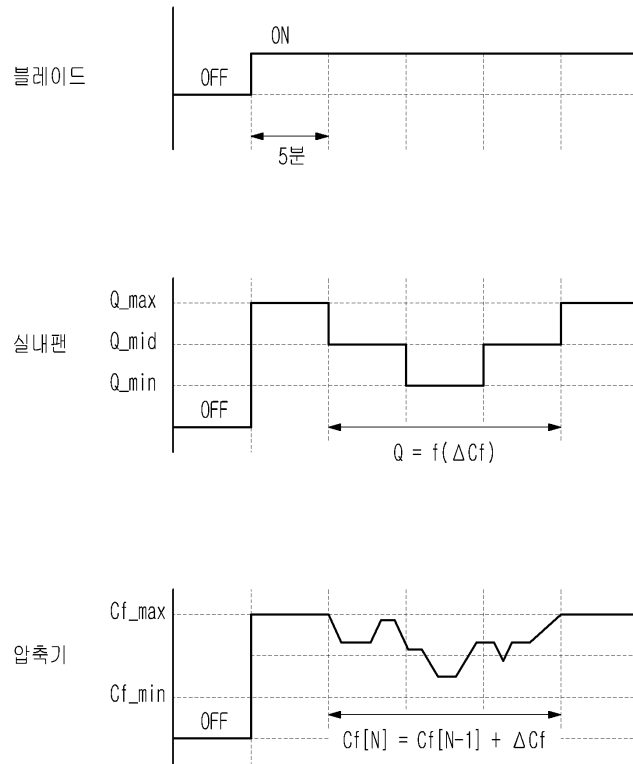 ON
블레이드
OFF
5분
Q_max
실내팬
Q_mid
Q_min
OFF
Q = f(ΔCf)
Cf_max
압축기
Cf_min
OFF
Cf[N] = Cf[N-1] + ΔCf